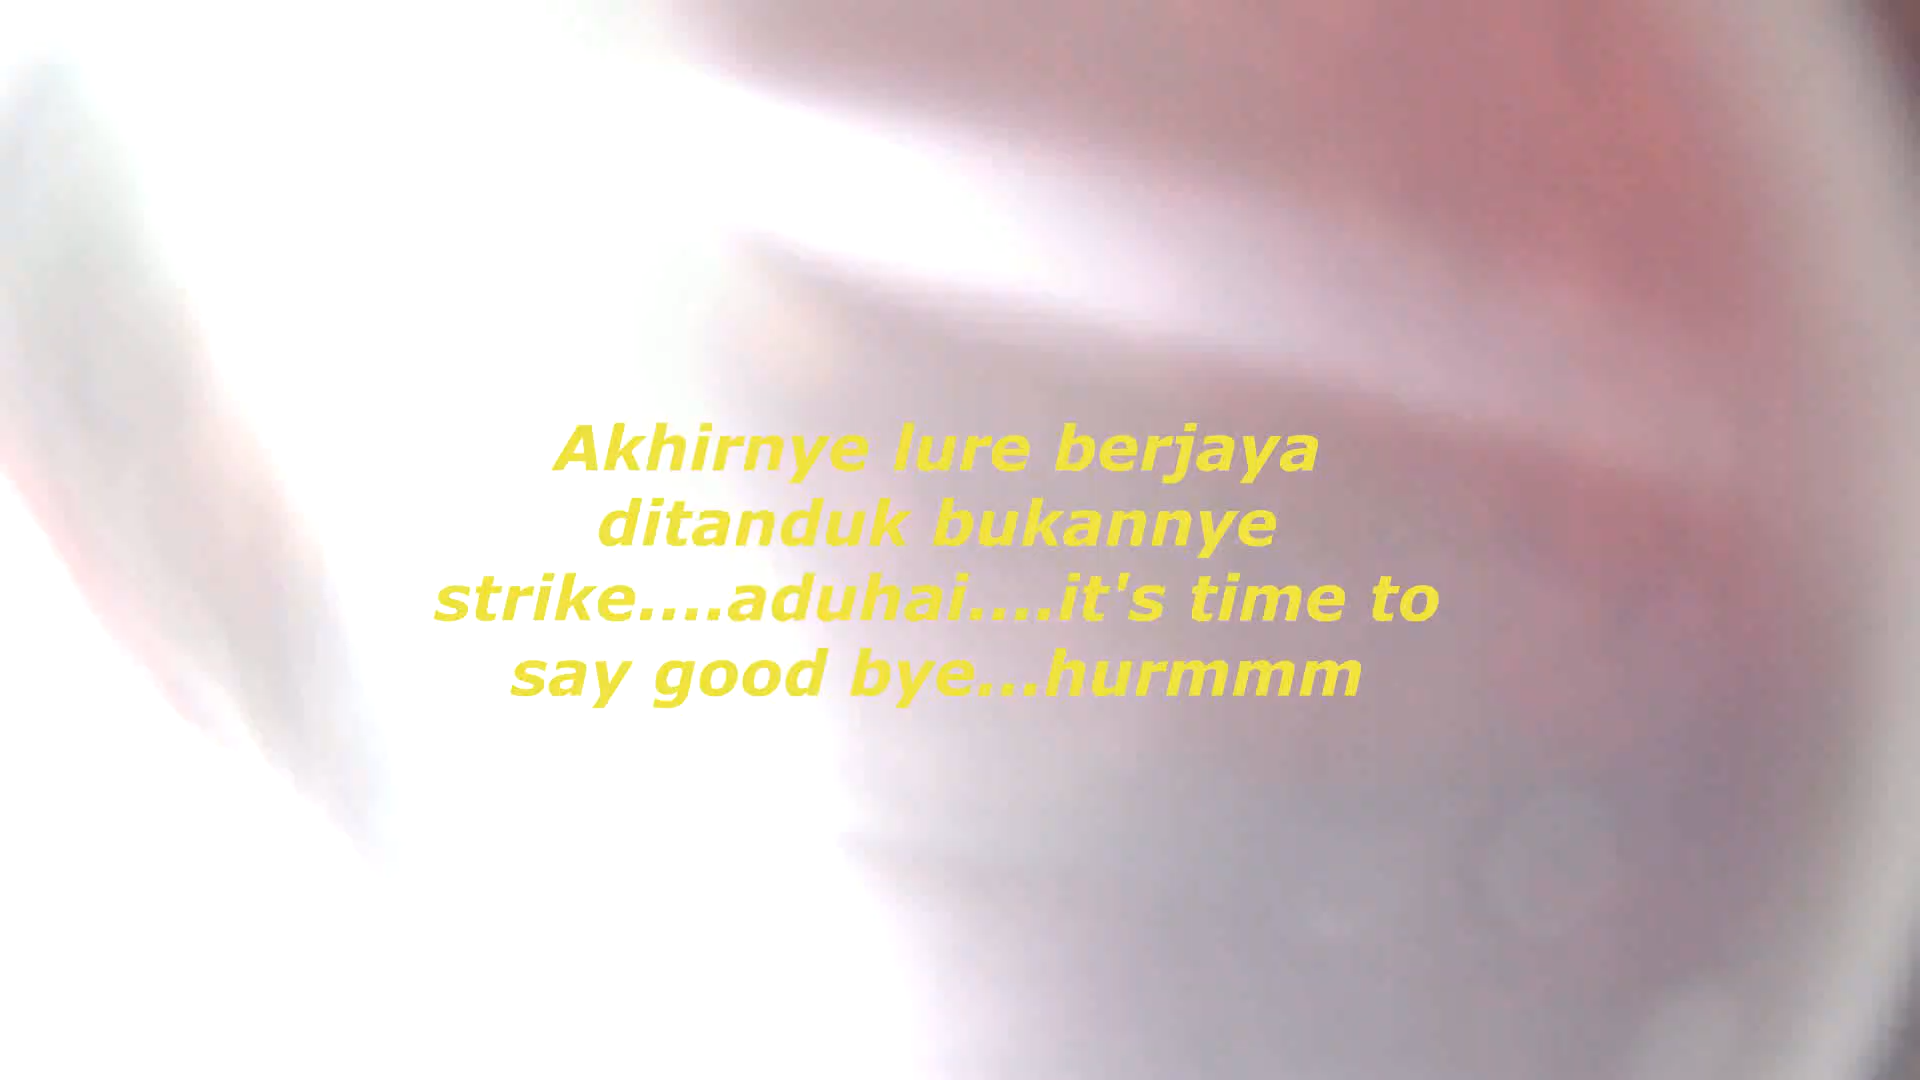 Akhirnye lure berjaya
ditanduk bukannye
strike....aduhai....it's time to
say good bye...hurmmm